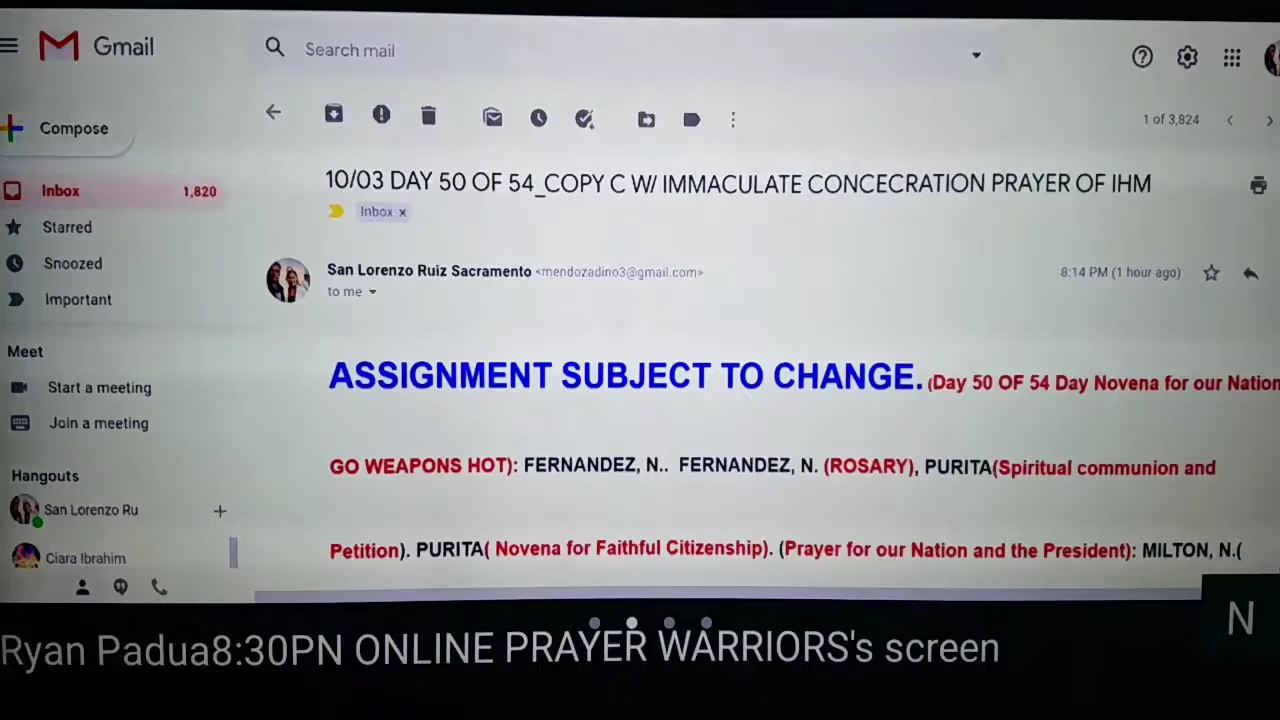 Gmail
Search mail
Compose
1 of 3,824
Inbox 1,820
10/03 DAY 50 OF 54_COPY C W/ IMMACULATE CONCECRATION PRAYER OF IHM
Inbox x
Starred
Snoozed
San Lorenzo Ruiz Sacramento <mendozadino3@gmail.com>
8:14 PM (1 hour ago)
to me
Important
Meet
Start a meeting
ASSIGNMENT SUBJECT TO CHANGE. (Day 50 OF 54 Day Novena for our Nation
Join a meeting
Hangouts
GO WEAPONS HOT): FERNANDEZ, N.. FERNANDEZ, N. (ROSARY), PURITA(Spiritual communion and
San Lorenzo Ru
Ciara Ibrahim
Petition). PURITA( Novena for Faithful Citizenship). (Prayer for our Nation and the President): MILTON, N.(
N
Ryan Padua8:30PN ONLINE PRAYER WARRIORS's screen